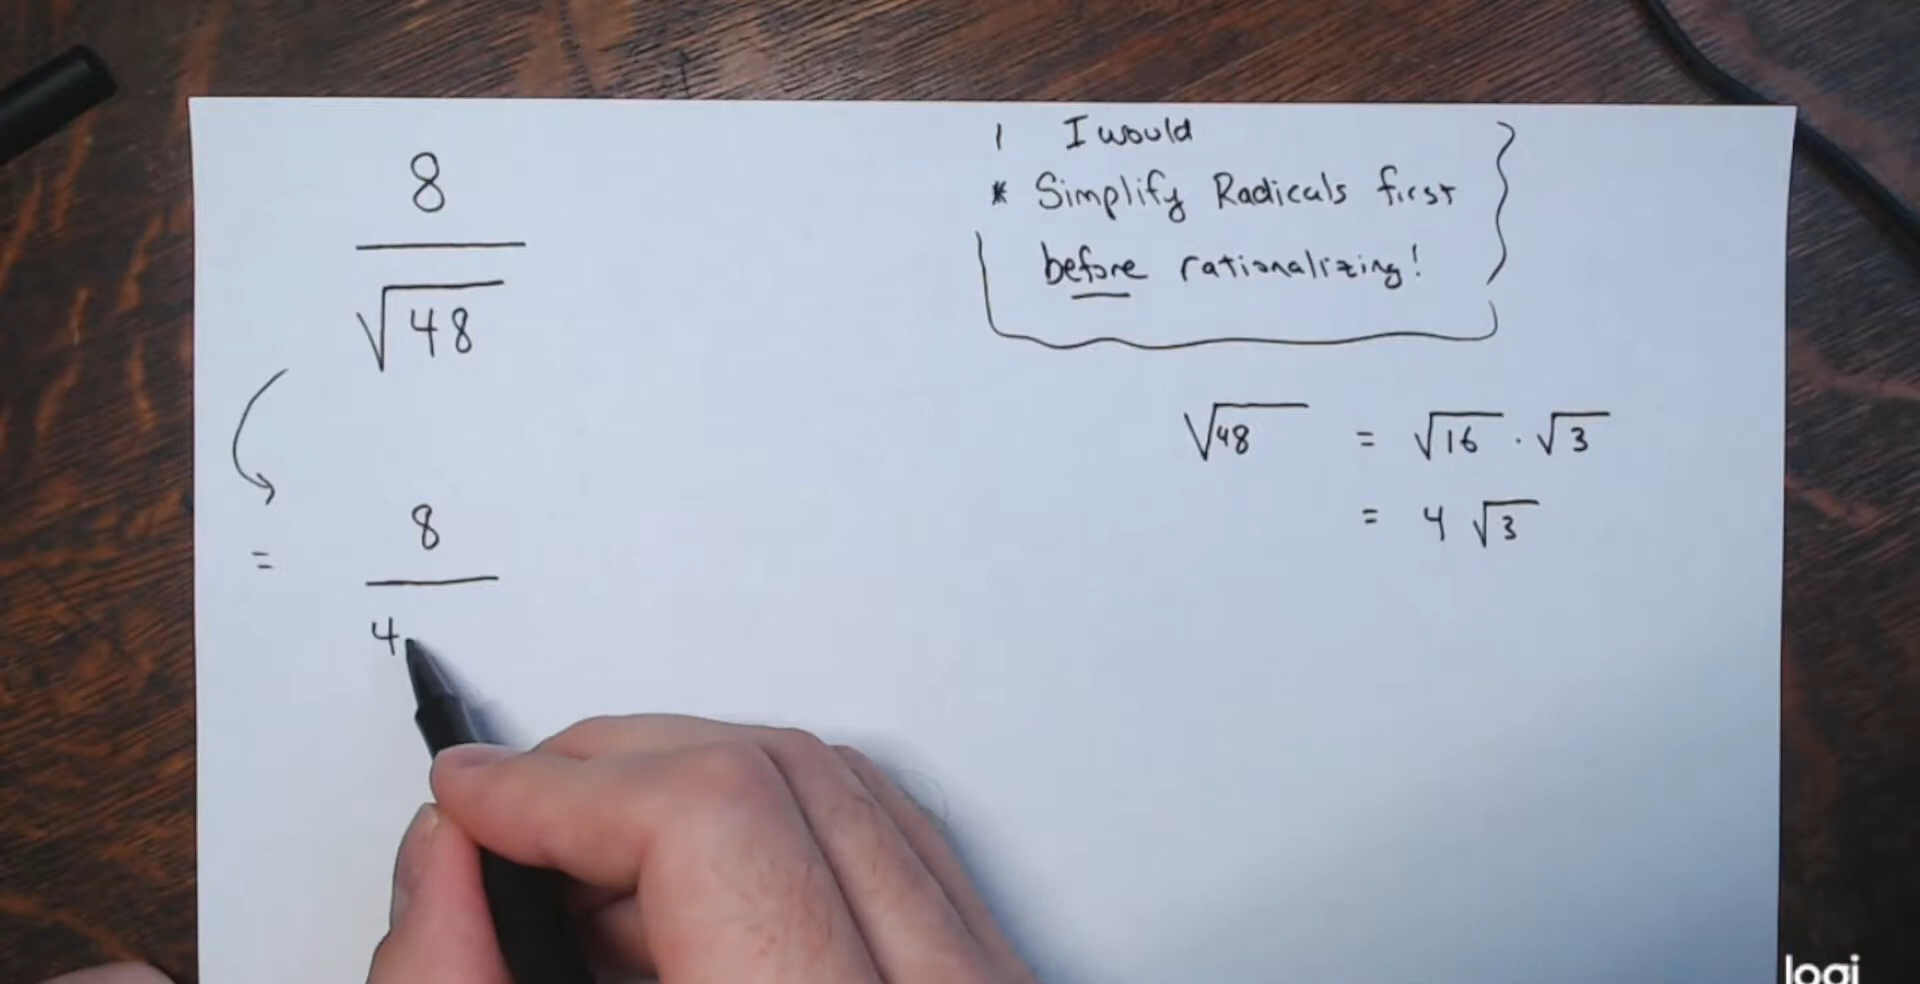 8
√48
= 8
4
I would
* Simplify Radicals first
before rationalizing!
√48 = √16 · √3
= 4 √3
logi